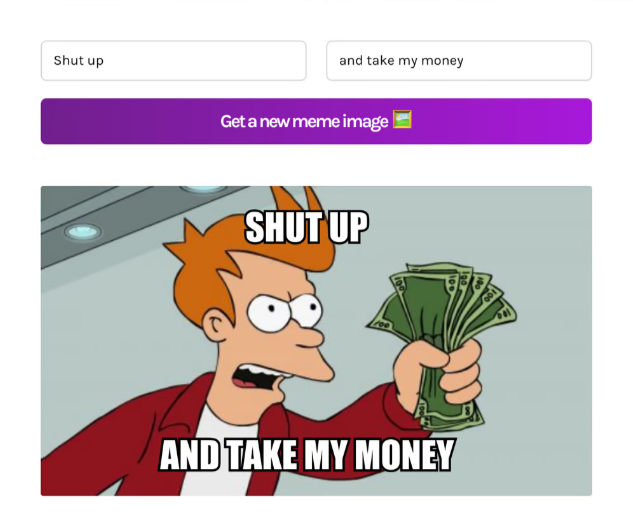 Shut up
and take my money
Get a new meme image
SHUT UP
AND TAKE MY MONEY